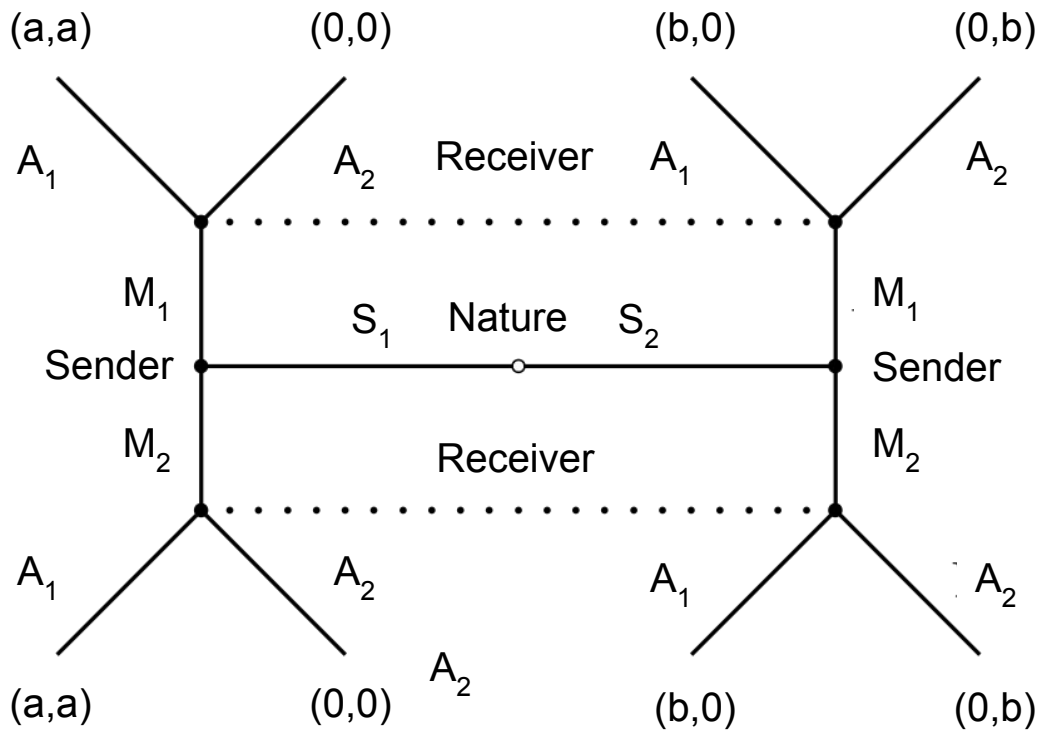 (a,a) (0,0) (b,0) (0,b)
A₁ A₂ Receiver A₁ A₂
M₁ M₁
S₁ Nature S₂
Sender Sender
M₂ Receiver M₂
A₁ A₂ A₁ A₂
A₂
(a,a) (0,0) (b,0) (0,b)